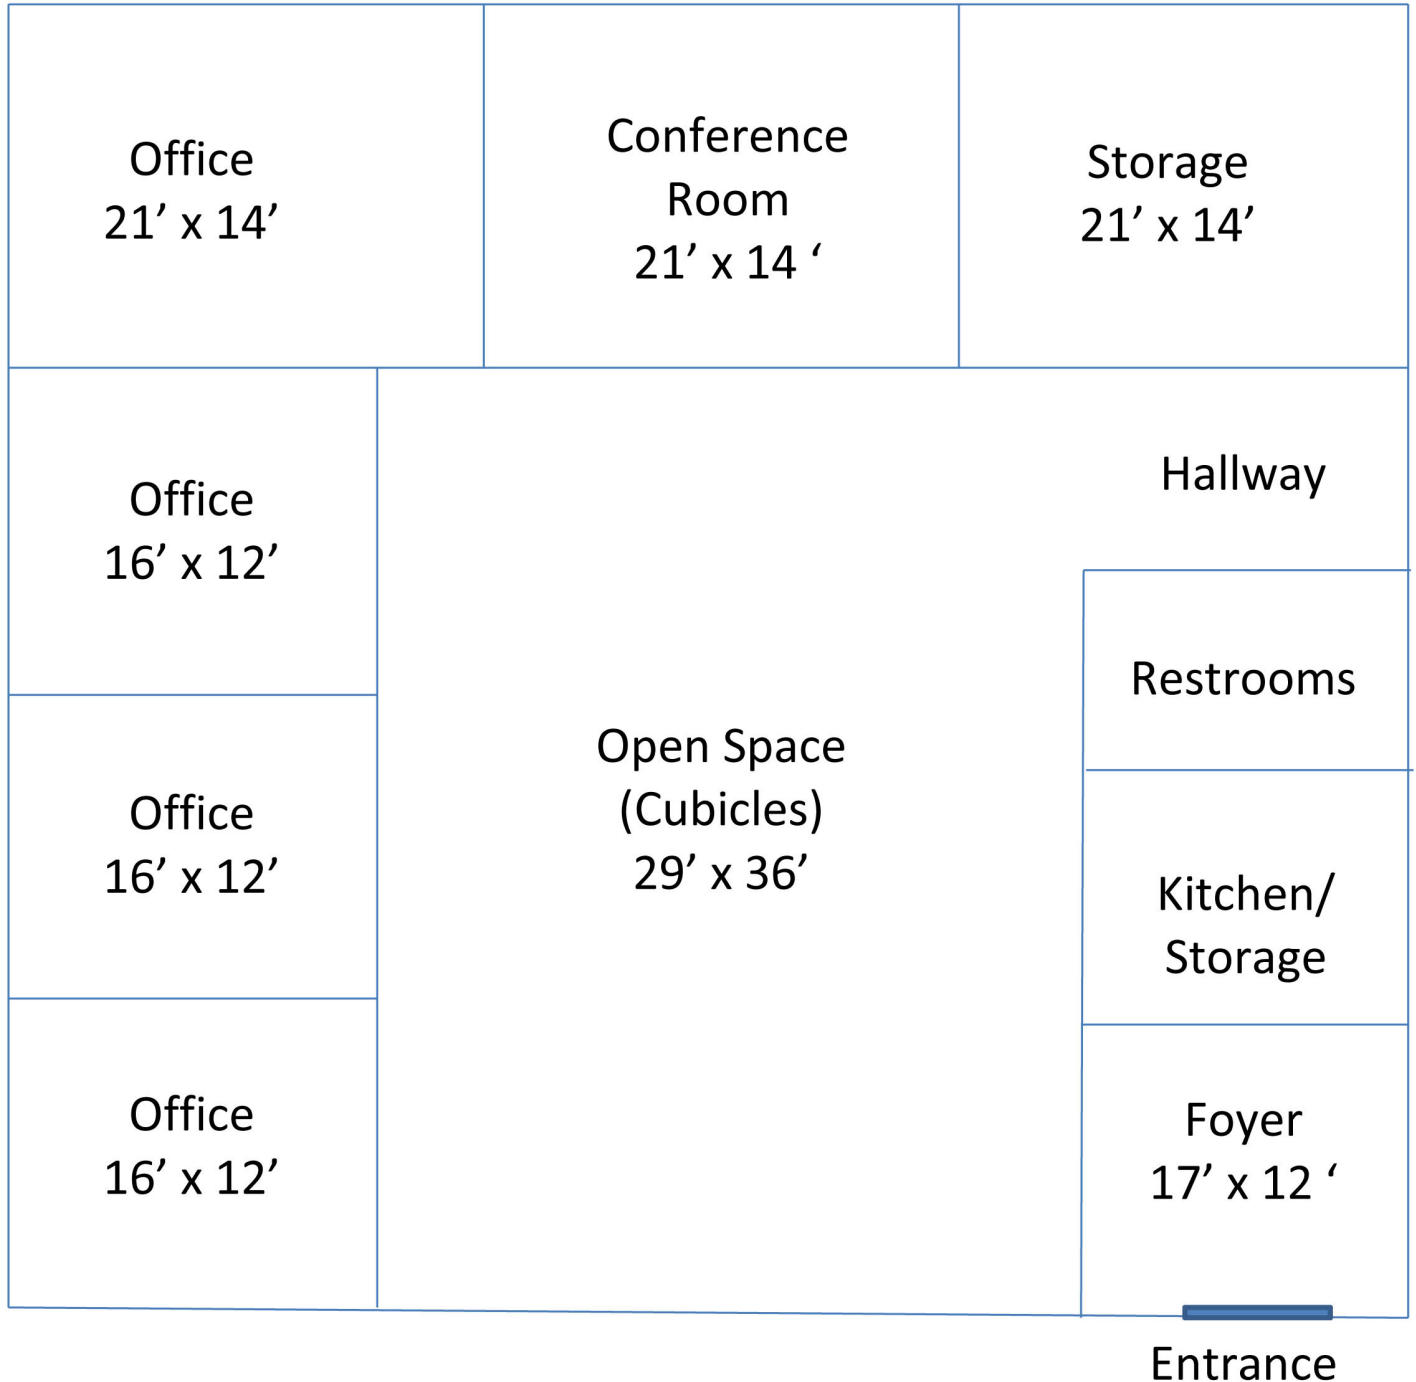 Office
21’ x 14’
Conference
Room
21’ x 14 ‘
Storage
21’ x 14’
Office
16’ x 12’
Hallway
Restrooms
Open Space
(Cubicles)
29’ x 36’
Office
16’ x 12’
Kitchen/
Storage
Office
16’ x 12’
Foyer
17’ x 12 ‘
Entrance